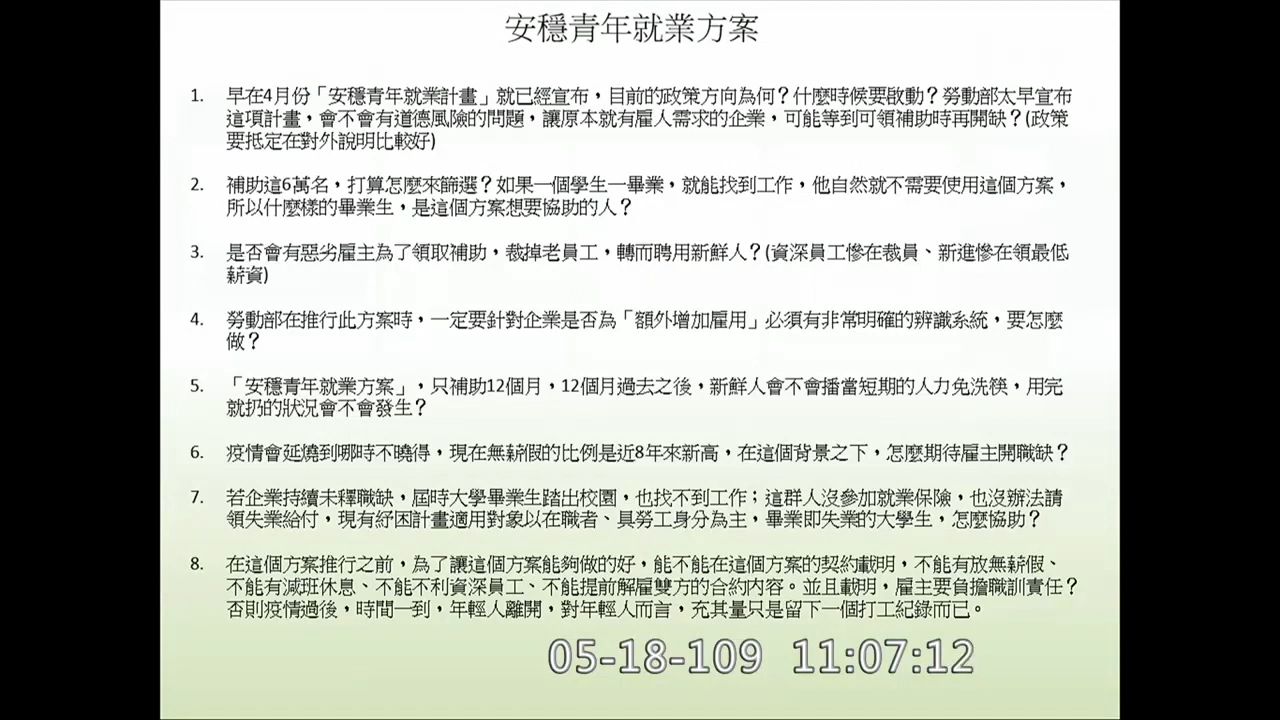 安穩青年就業方案
1. 早在4月份「安穩青年就業計畫」就已經宣布，目前的政策方向為何？什麼時候要啟動？勞動部太早宣布
這項計畫，會不會有道德風險的問題，讓原本就有雇人需求的企業，可能等到可領補助時再開缺？(政策
要抵定在對外說明比較好)
2. 補助這6萬名，打算怎麼來篩選？如果一個學生一畢業，就能找到工作，他自然就不需要使用這個方案，
所以什麼樣的畢業生，是這個方案想要協助的人？
3. 是否會有惡劣雇主為了領取補助，裁掉老員工，轉而聘用新鮮人？(資深員工慘在裁員、新進慘在領最低
薪資)
4. 勞動部在推行此方案時，一定要針對企業是否為「額外增加雇用」必須有非常明確的辨識系統，要怎麼
做？
5. 「安穩青年就業方案」，只補助12個月，12個月過去之後，新鮮人會不會播當短期的人力免洗筷，用完
就扔的狀況會不會發生？
6. 疫情會延燒到哪時不曉得，現在無薪假的比例是近8年來新高，在這個背景之下，怎麼期待雇主開職缺？
7. 若企業持續未釋職缺，屆時大學畢業生踏出校園，也找不到工作；這群人沒參加就業保險，也沒辦法請
領失業給付，現有紓困計畫適用對象以在職者、具勞工身分為主，畢業即失業的大學生，怎麼協助？
8. 在這個方案推行之前，為了讓這個方案能夠做的好，能不能在這個方案的契約載明，不能有放無薪假、
不能有減班休息、不能不利資深員工、不能提前解雇雙方的合約內容。並且載明，雇主要負擔職訓責任？
否則疫情過後，時間一到，年輕人離開，對年輕人而言，充其量只是留下一個打工紀錄而已。
05-18-109 11:07:12